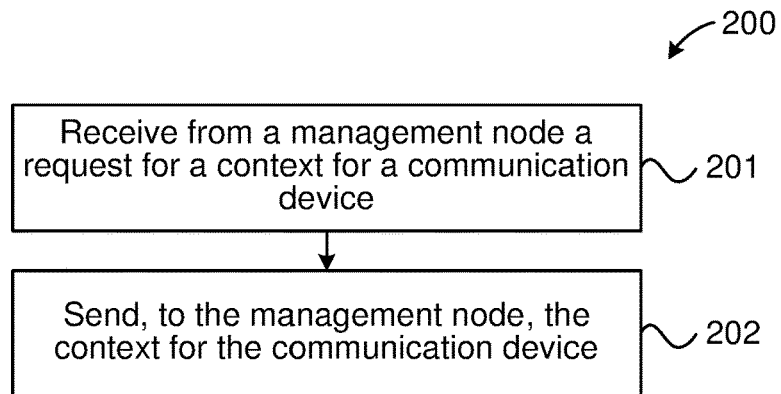 200
Receive from a management node a
request for a context for a communication
device
201
Send, to the management node, the
context for the communication device
202